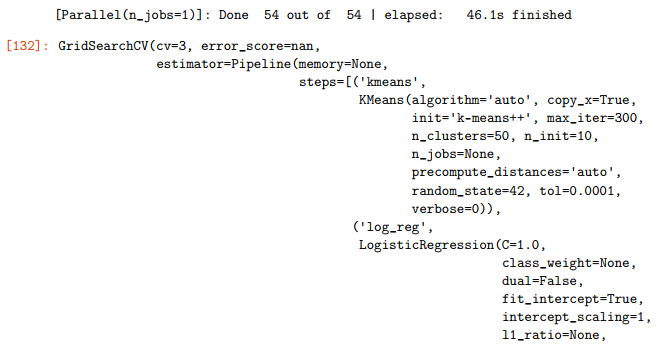 [Parallel(n_jobs=1)]: Done  54 out of  54 | elapsed:   46.1s finished
[132]: GridSearchCV(cv=3, error_score=nan,
estimator=Pipeline(memory=None,
steps=[('kmeans',
KMeans(algorithm='auto', copy_x=True,
init='k-means++', max_iter=300,
n_clusters=50, n_init=10,
n_jobs=None,
precompute_distances='auto',
random_state=42, tol=0.0001,
verbose=0)),
('log_reg',
LogisticRegression(C=1.0,
class_weight=None,
dual=False,
fit_intercept=True,
intercept_scaling=1,
l1_ratio=None,